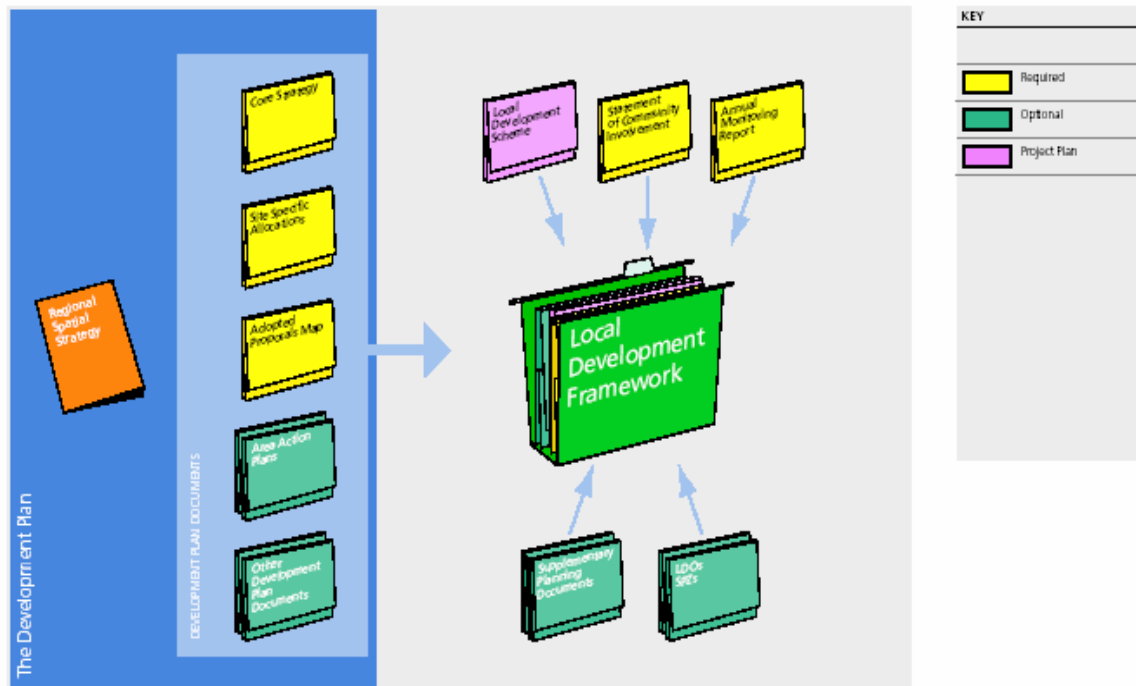 The Development Plan
Regional
Spatial
Strategy
DEVELOPMENT PLAN DOCUMENTS
Core Strategy
Site Specific
Allocations
Adopted
Proposals Map
Area Action
Plans
Other
Development
Plan
Documents
Local
Development
Scheme
Statement
of Community
Involvement
Annual
Monitoring
Report
Local
Development
Framework
Supplementary
Planning
Documents
LDOs
SPZs
KEY
Required
Optional
Project Plan